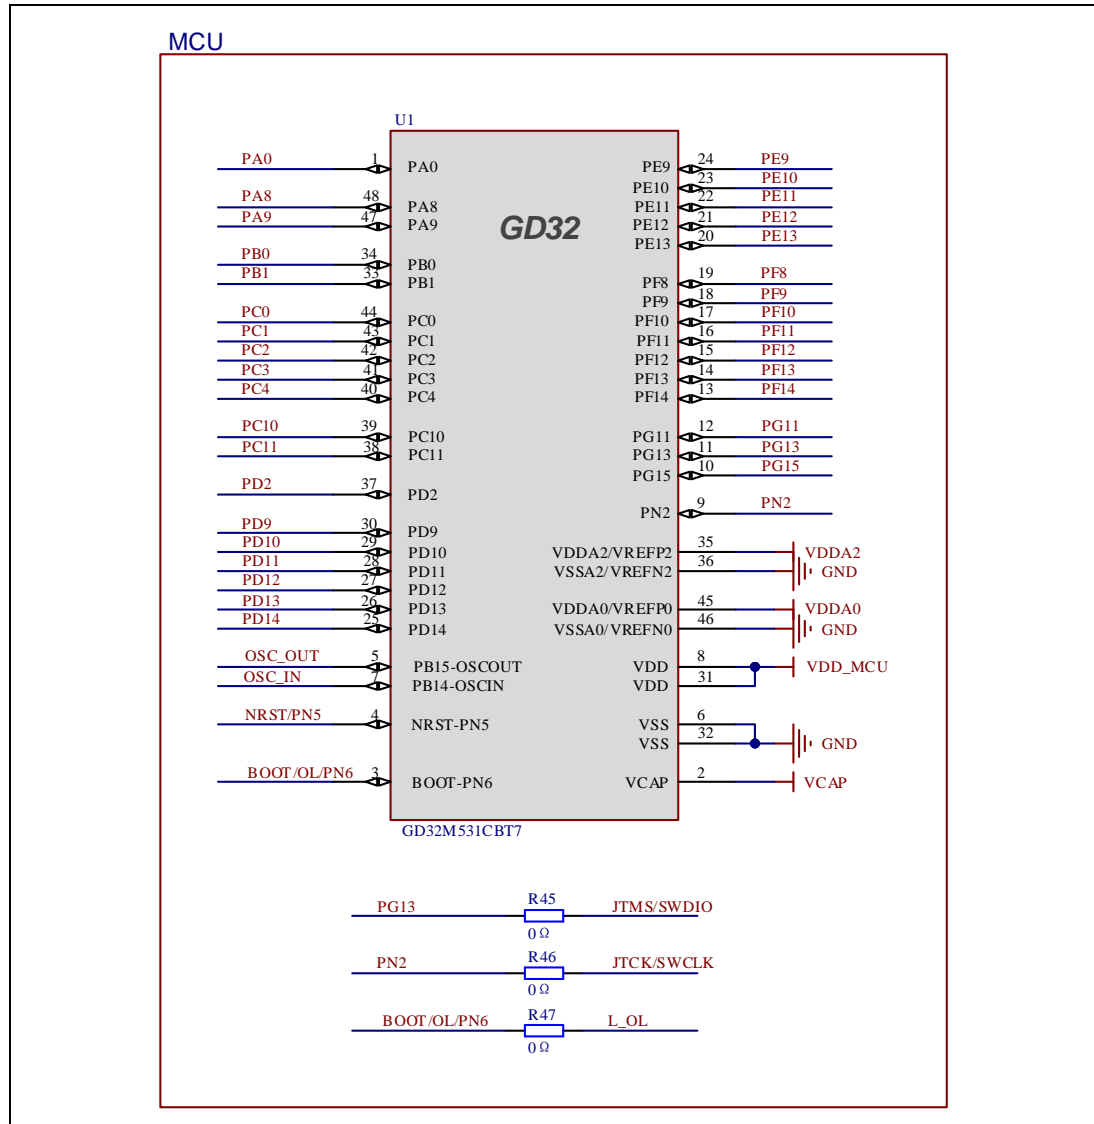 MCU
U1
GD32
PA0 1 PA0
PA8 48 PA8
PA9 47 PA9
PB0 34 PB0
PB1 33 PB1
PC0 44 PC0
PC1 43 PC1
PC2 42 PC2
PC3 41 PC3
PC4 40 PC4
PC10 39 PC10
PC11 38 PC11
PD2 37 PD2
PD9 30 PD9
PD10 29 PD10
PD11 28 PD11
PD12 27 PD12
PD13 26 PD13
PD14 25 PD14
OSC_OUT 5 PB15-OSCOUT
OSC_IN 7 PB14-OSCIN
NRST/PN5 4 NRST-PN5
BOOT/OL/PN6 3 BOOT-PN6
PE9 24 PE9
PE10 23 PE10
PE11 22 PE11
PE12 21 PE12
PE13 20 PE13
PF8 19 PF8
PF9 18 PF9
PF10 17 PF10
PF11 16 PF11
PF12 15 PF12
PF13 14 PF13
PF14 13 PF14
PG11 12 PG11
PG13 11 PG13
PG15 10 PG15
PN2 9 PN2
VDDA2/VREFP2 35 VDDA2
VSSA2/VREFN2 36 GND
VDDA0/VREFP0 45 VDDA0
VSSA0/VREFN0 46 GND
VDD 8 VDD_MCU
VDD 31
VSS 6
VSS 32 GND
VCAP 2 VCAP
GD32M531CBT7
PG13 R45 JTMS/SWDIO
0Ω
PN2 R46 JTCK/SWCLK
0Ω
BOOT/OL/PN6 R47 L_OL
0Ω